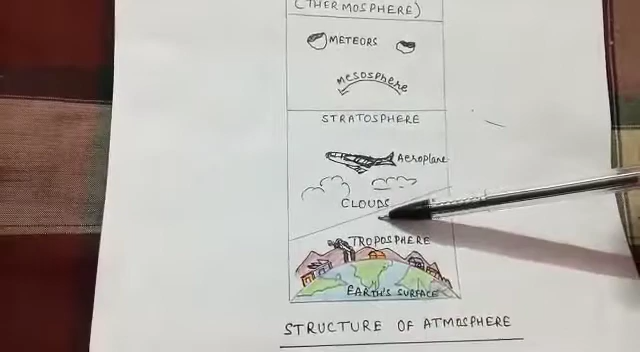 (THERMOSPHERE)
METEORS
MESOSPHERE
STRATOSPHERE
Aeroplane
CLOUDS
TROPOSPHERE
EARTH'S SURFACE
STRUCTURE OF ATMOSPHERE